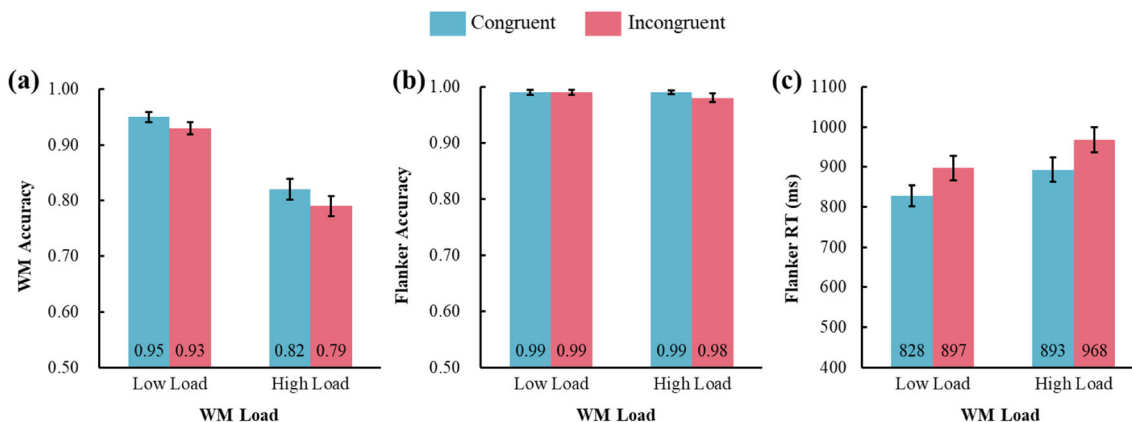 Congruent Incongruent
(a)
WM Accuracy
1.00
0.90
0.80
0.70
0.60
0.50
0.95 0.93 0.82 0.79
Low Load High Load
WM Load
(b)
Flanker Accuracy
1.00
0.90
0.80
0.70
0.60
0.50
0.99 0.99 0.99 0.98
Low Load High Load
WM Load
(c)
Flanker RT (ms)
1100
1000
900
800
700
600
500
400
828 897 893 968
Low Load High Load
WM Load